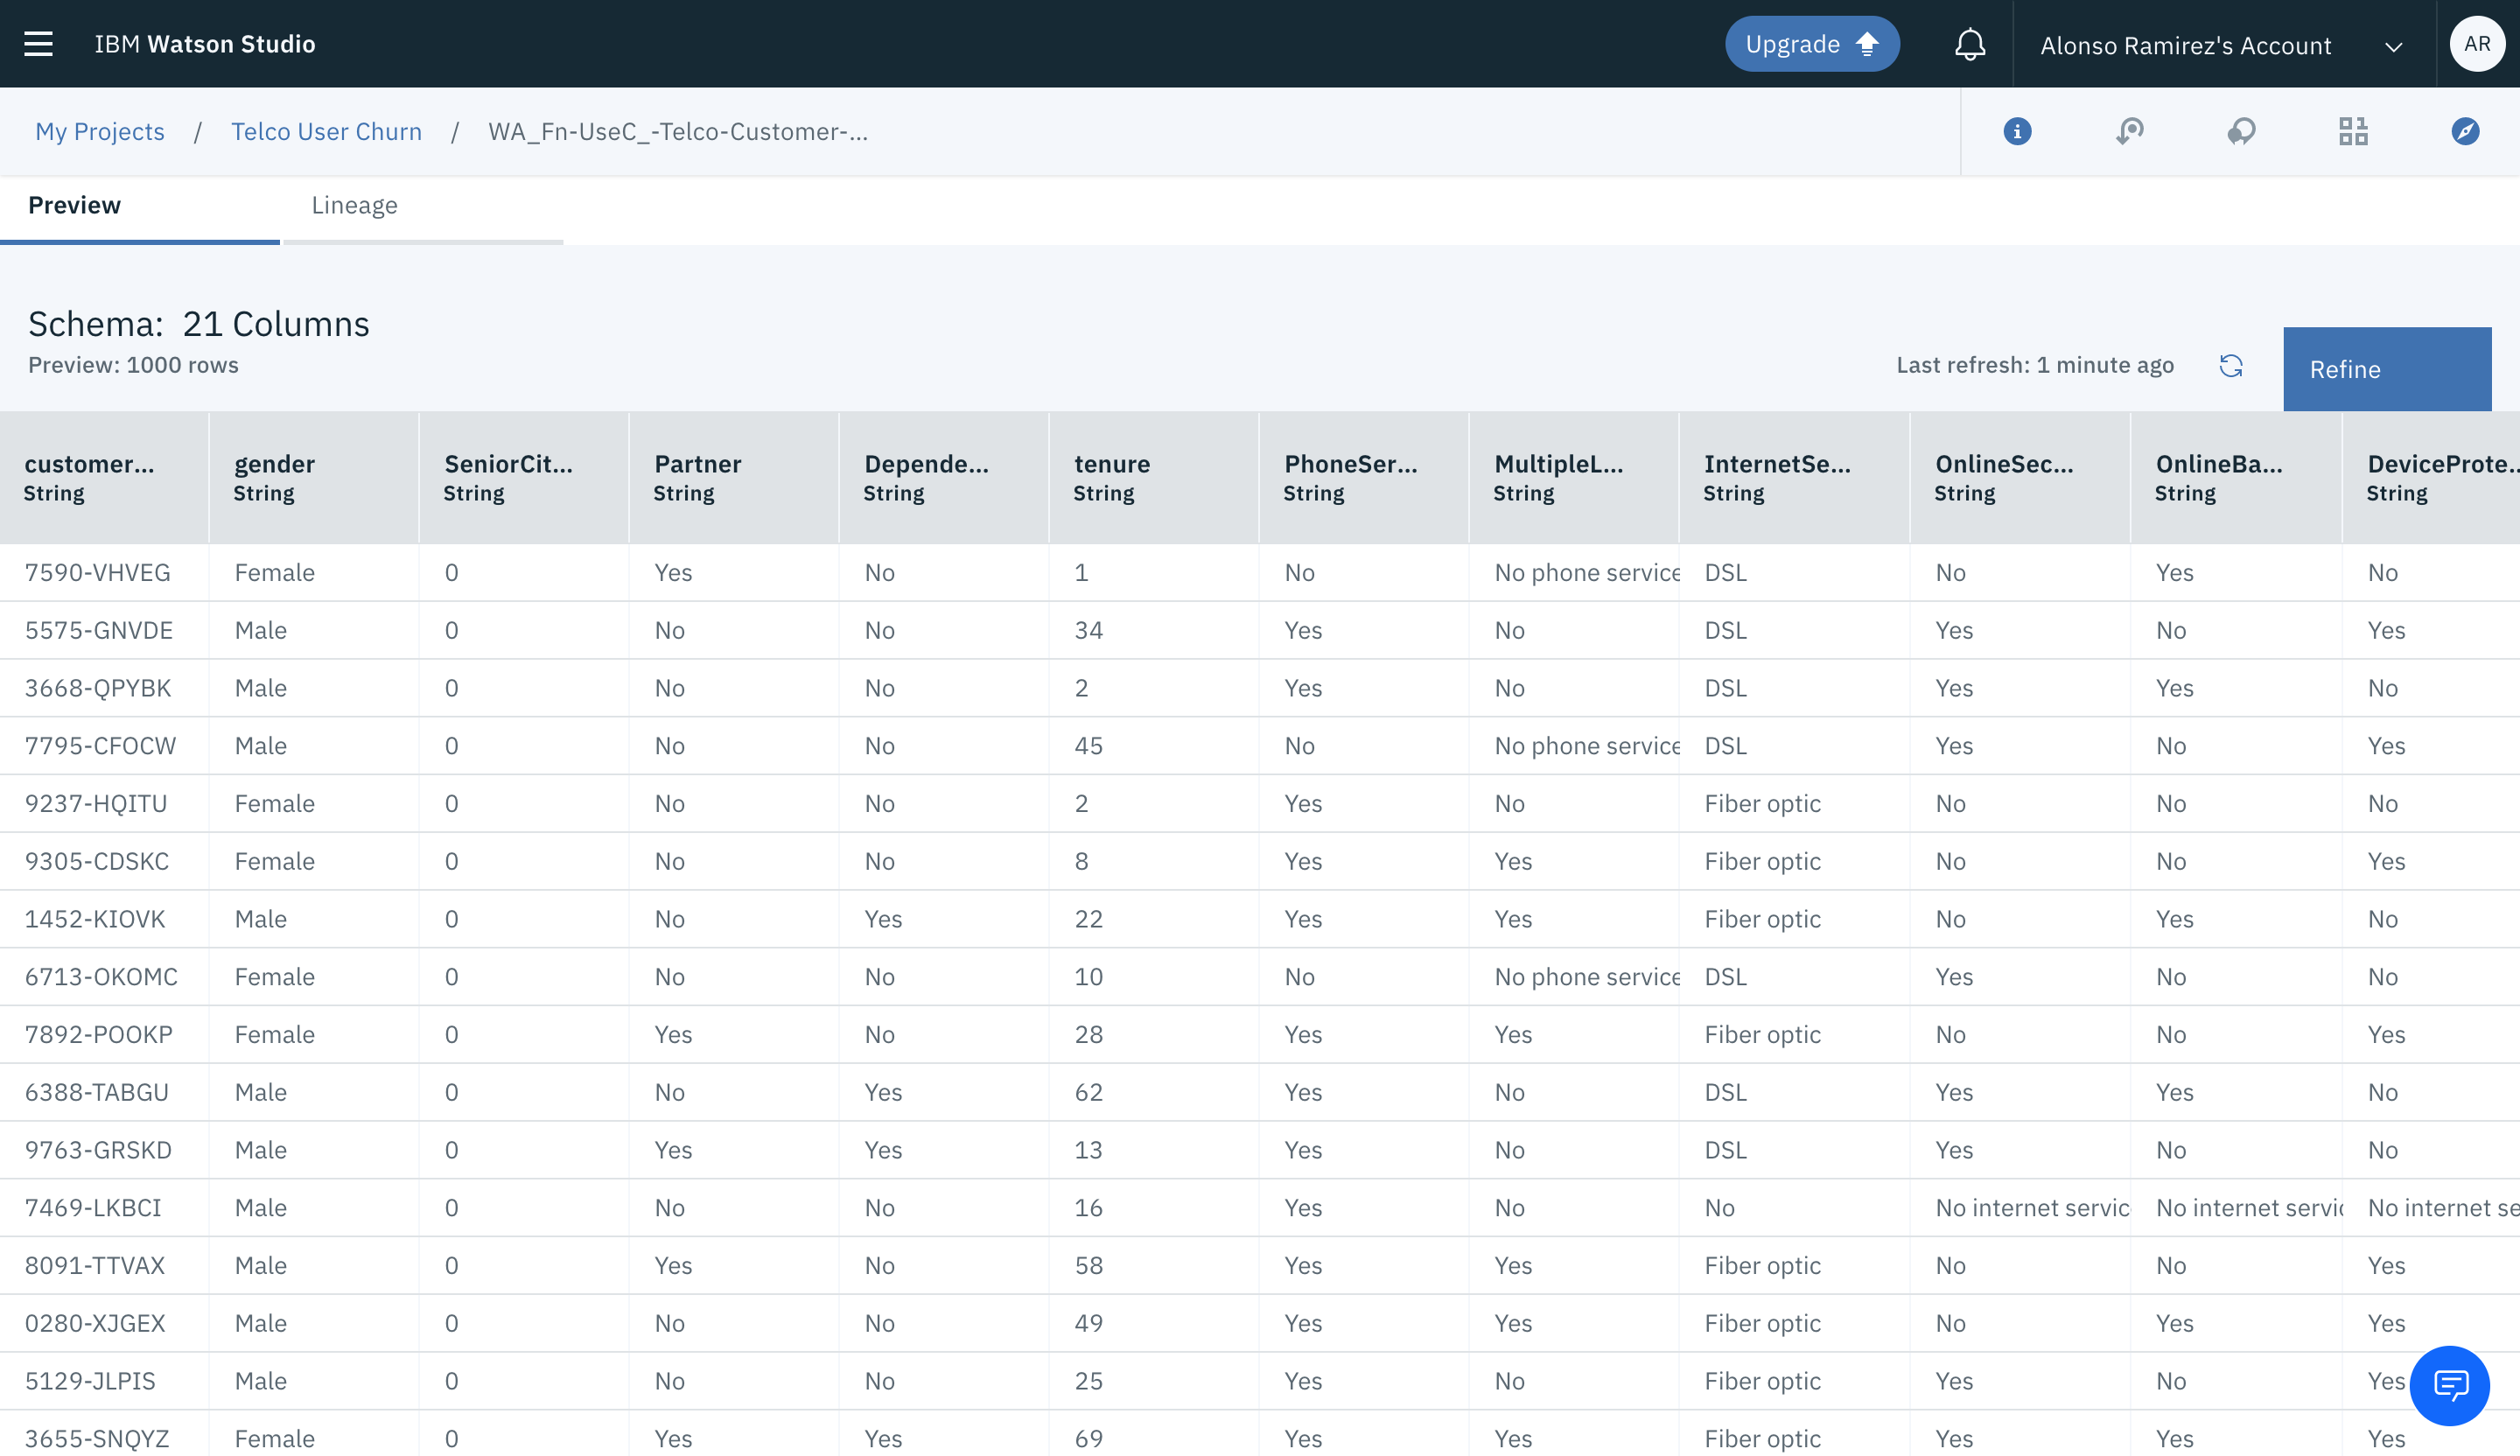 IBM Watson Studio Upgrade Alonso Ramirez's Account AR
My Projects / Telco User Churn / WA_Fn-UseC_-Telco-Customer-...
Preview Lineage
Schema: 21 Columns
Preview: 1000 rows Last refresh: 1 minute ago Refine
customer... gender SeniorCit... Partner Depende... tenure PhoneSer... MultipleL... InternetSe... OnlineSec... OnlineBa... DeviceProte...
String String String String String String String String String String String String
7590-VHVEG Female 0 Yes No 1 No No phone service DSL No Yes No
5575-GNVDE Male 0 No No 34 Yes No DSL Yes No Yes
3668-QPYBK Male 0 No No 2 Yes No DSL Yes Yes No
7795-CFOCW Male 0 No No 45 No No phone service DSL Yes No Yes
9237-HQITU Female 0 No No 2 Yes No Fiber optic No No No
9305-CDSKC Female 0 No No 8 Yes Yes Fiber optic No No Yes
1452-KIOVK Male 0 No Yes 22 Yes Yes Fiber optic No Yes No
6713-OKOMC Female 0 No No 10 No No phone service DSL Yes No No
7892-POOKP Female 0 Yes No 28 Yes Yes Fiber optic No No Yes
6388-TABGU Male 0 No Yes 62 Yes No DSL Yes Yes No
9763-GRSKD Male 0 Yes Yes 13 Yes No DSL Yes No No
7469-LKBCI Male 0 No No 16 Yes No No No internet servic No internet servic No internet se
8091-TTVAX Male 0 Yes No 58 Yes Yes Fiber optic No No Yes
0280-XJGEX Male 0 No No 49 Yes Yes Fiber optic No Yes Yes
5129-JLPIS Male 0 No No 25 Yes No Fiber optic Yes No Yes
3655-SNQYZ Female 0 Yes Yes 69 Yes Yes Fiber optic Yes Yes Yes